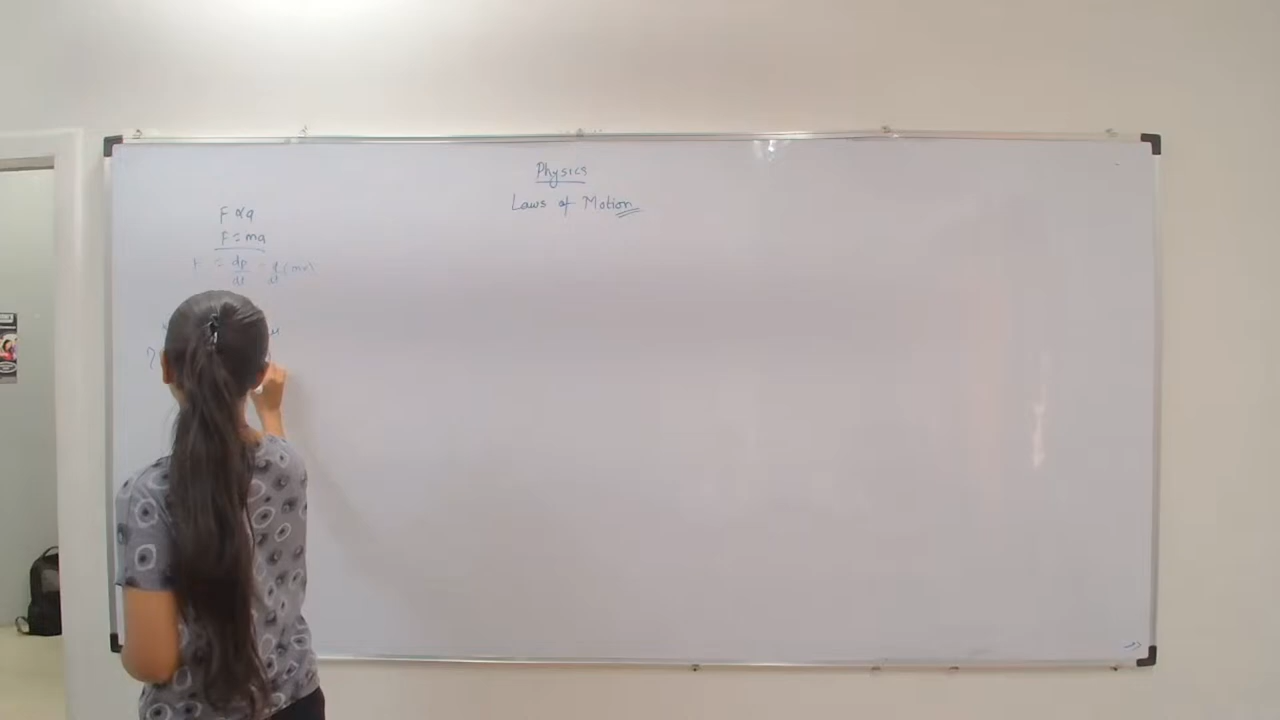 Physics
Laws of Motion
F ∝ a
F = ma
F = dp/dt = d/dt (mv)